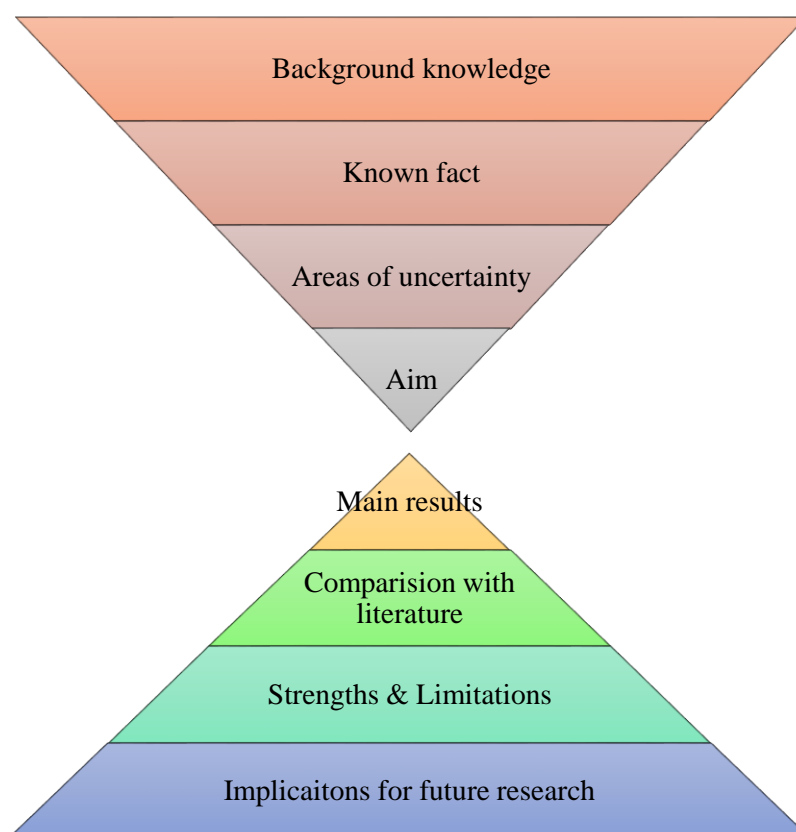 Background knowledge
Known fact
Areas of uncertainty
Aim
Main results
Comparision with
literature
Strengths & Limitations
Implicaitons for future research